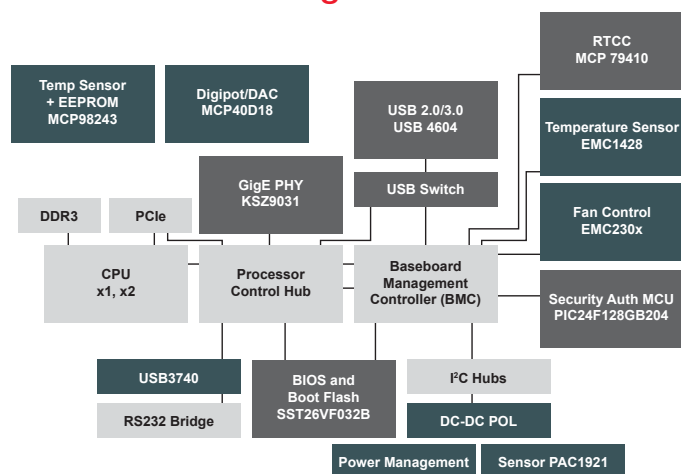 g
RTCC
MCP 79410
Temp Sensor
+ EEPROM
MCP98243
Digipot/DAC
MCP40D18
USB 2.0/3.0
USB 4604
Temperature Sensor
EMC1428
GigE PHY
KSZ9031
USB Switch
Fan Control
EMC230x
DDR3
PCIe
CPU
x1, x2
Processor
Control Hub
Baseboard
Management
Controller (BMC)
Security Auth MCU
PIC24F128GB204
USB3740
BIOS and
Boot Flash
SST26VF032B
I²C Hubs
RS232 Bridge
DC-DC POL
Power Management
Sensor PAC1921